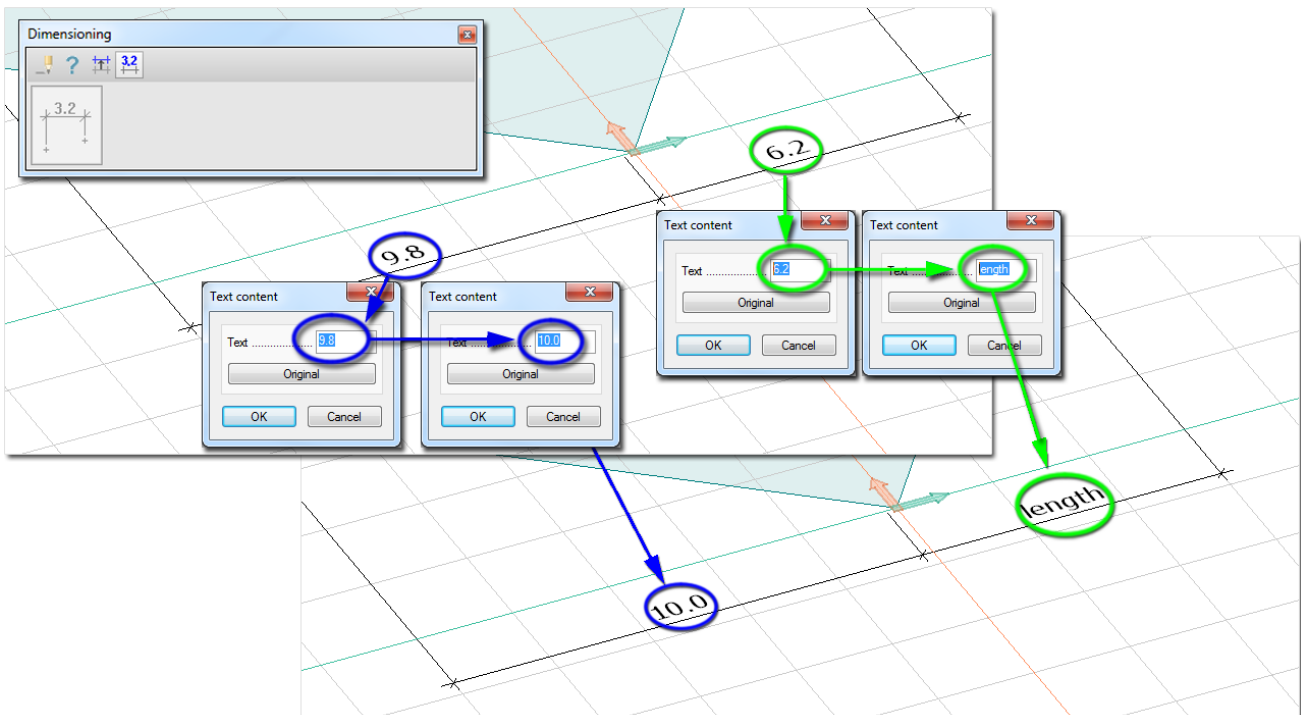 Dimensioning
? 3.2
3.2
6.2
9.8
Text content
Text .................. 6.2
Original
OK Cancel
Text content
Text .................. ength
Original
OK Cancel
Text content
Text .................. 9.8
Original
OK Cancel
Text content
Text .................. 10.0
Original
OK Cancel
length
10.0